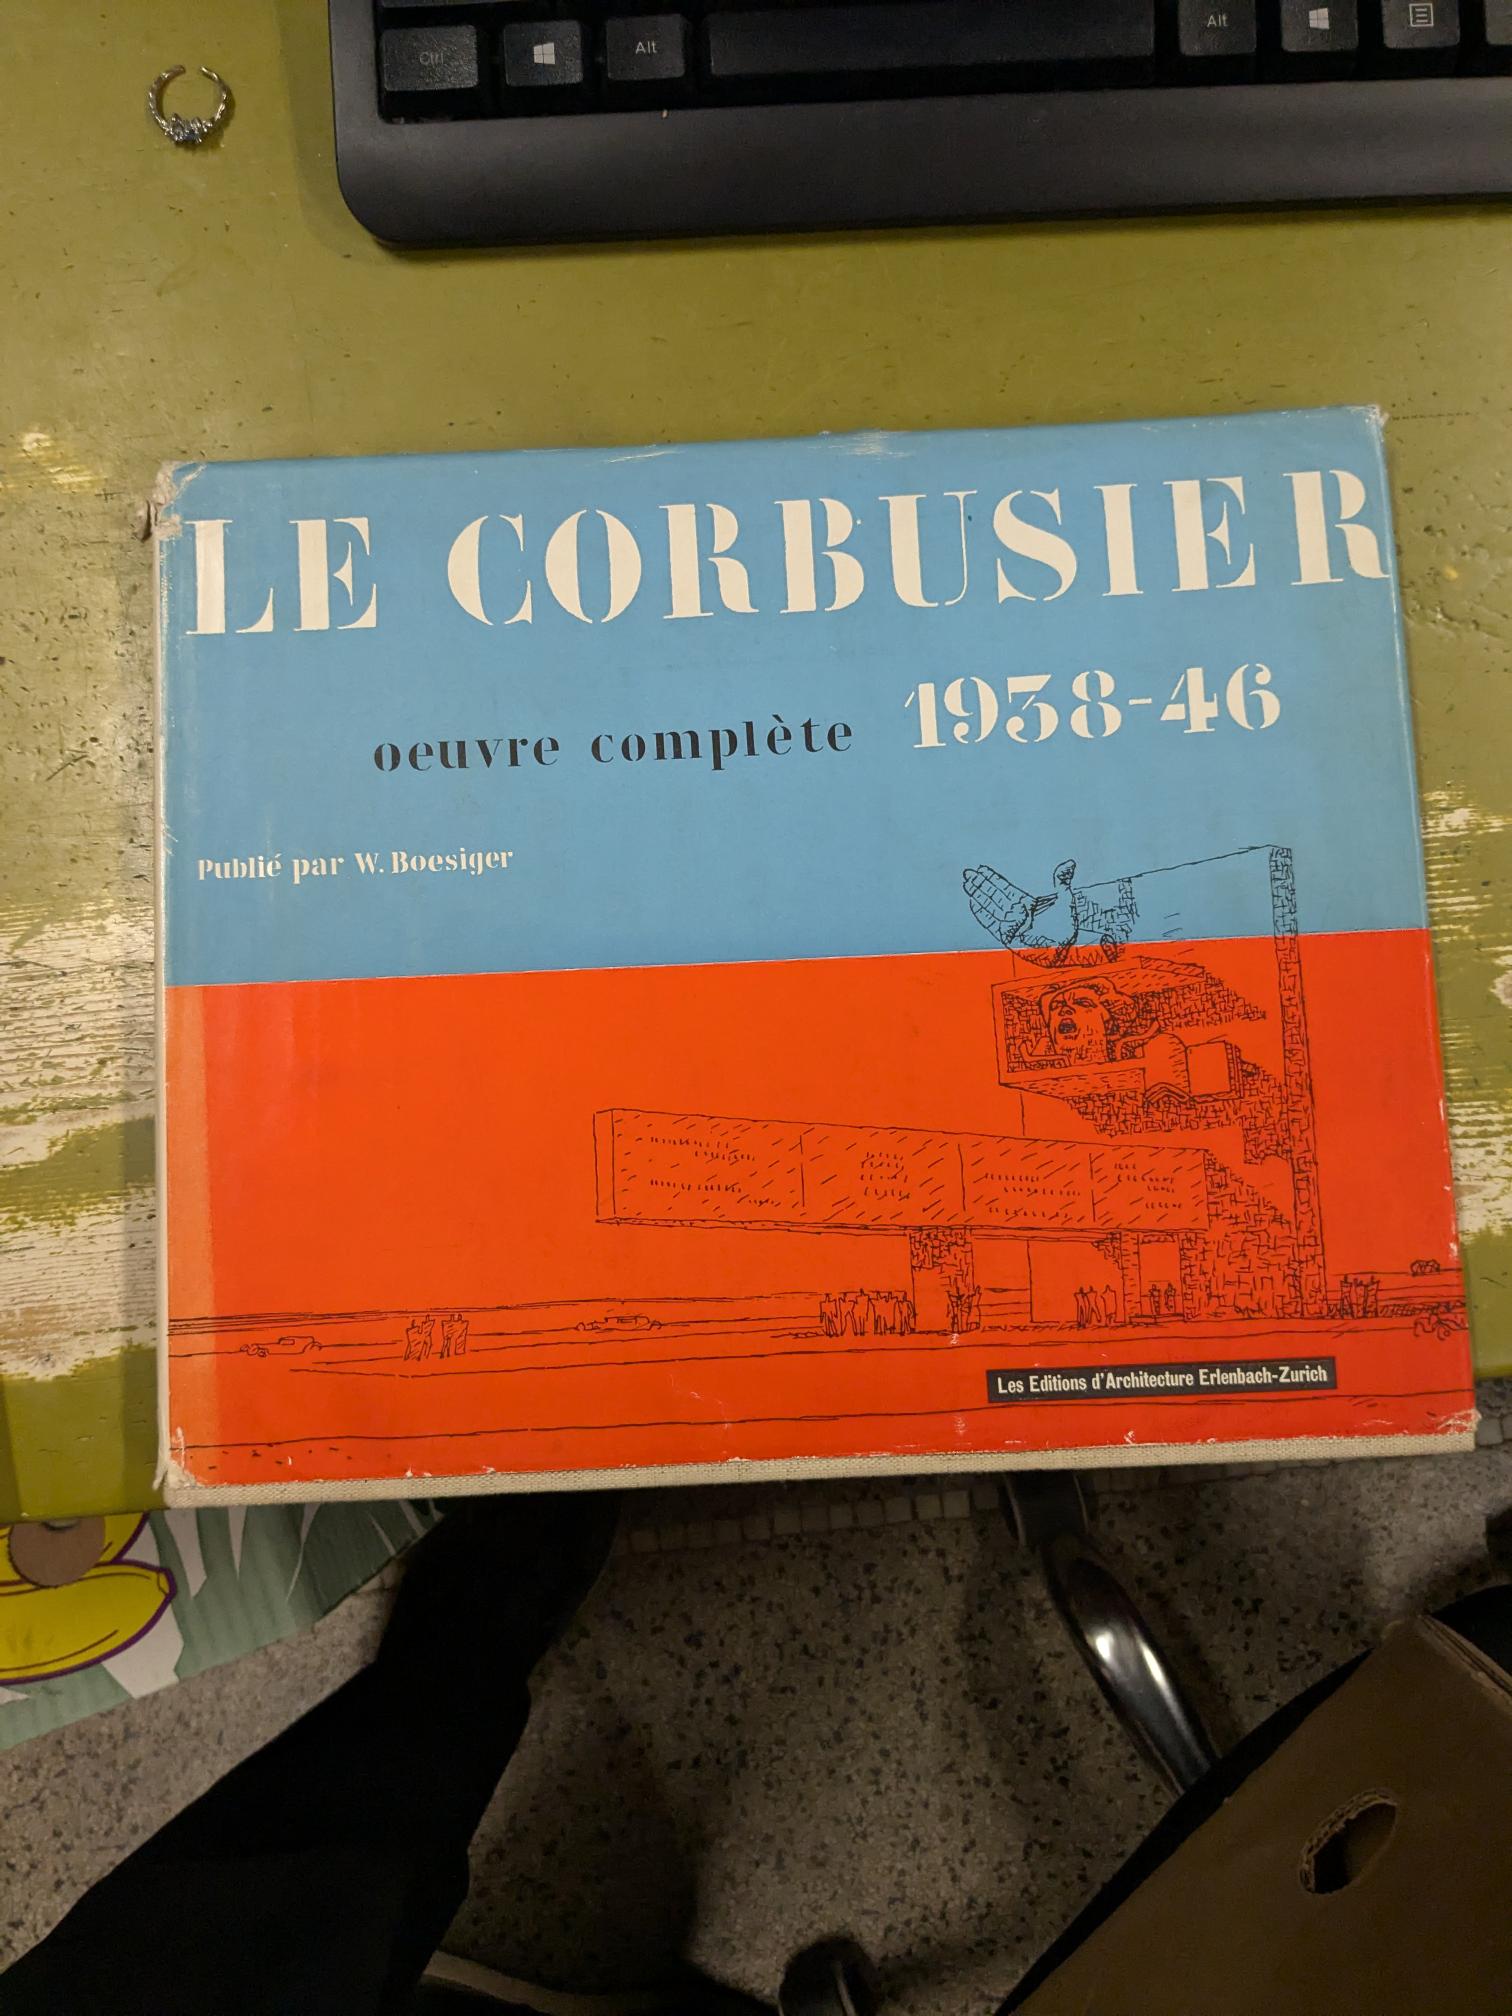 Ctrl
Alt
Alt
LE CORBUSIER
oeuvre complète 1938-46
Publié par W. Boesiger
Les Editions d'Architecture Erlenbach-Zurich